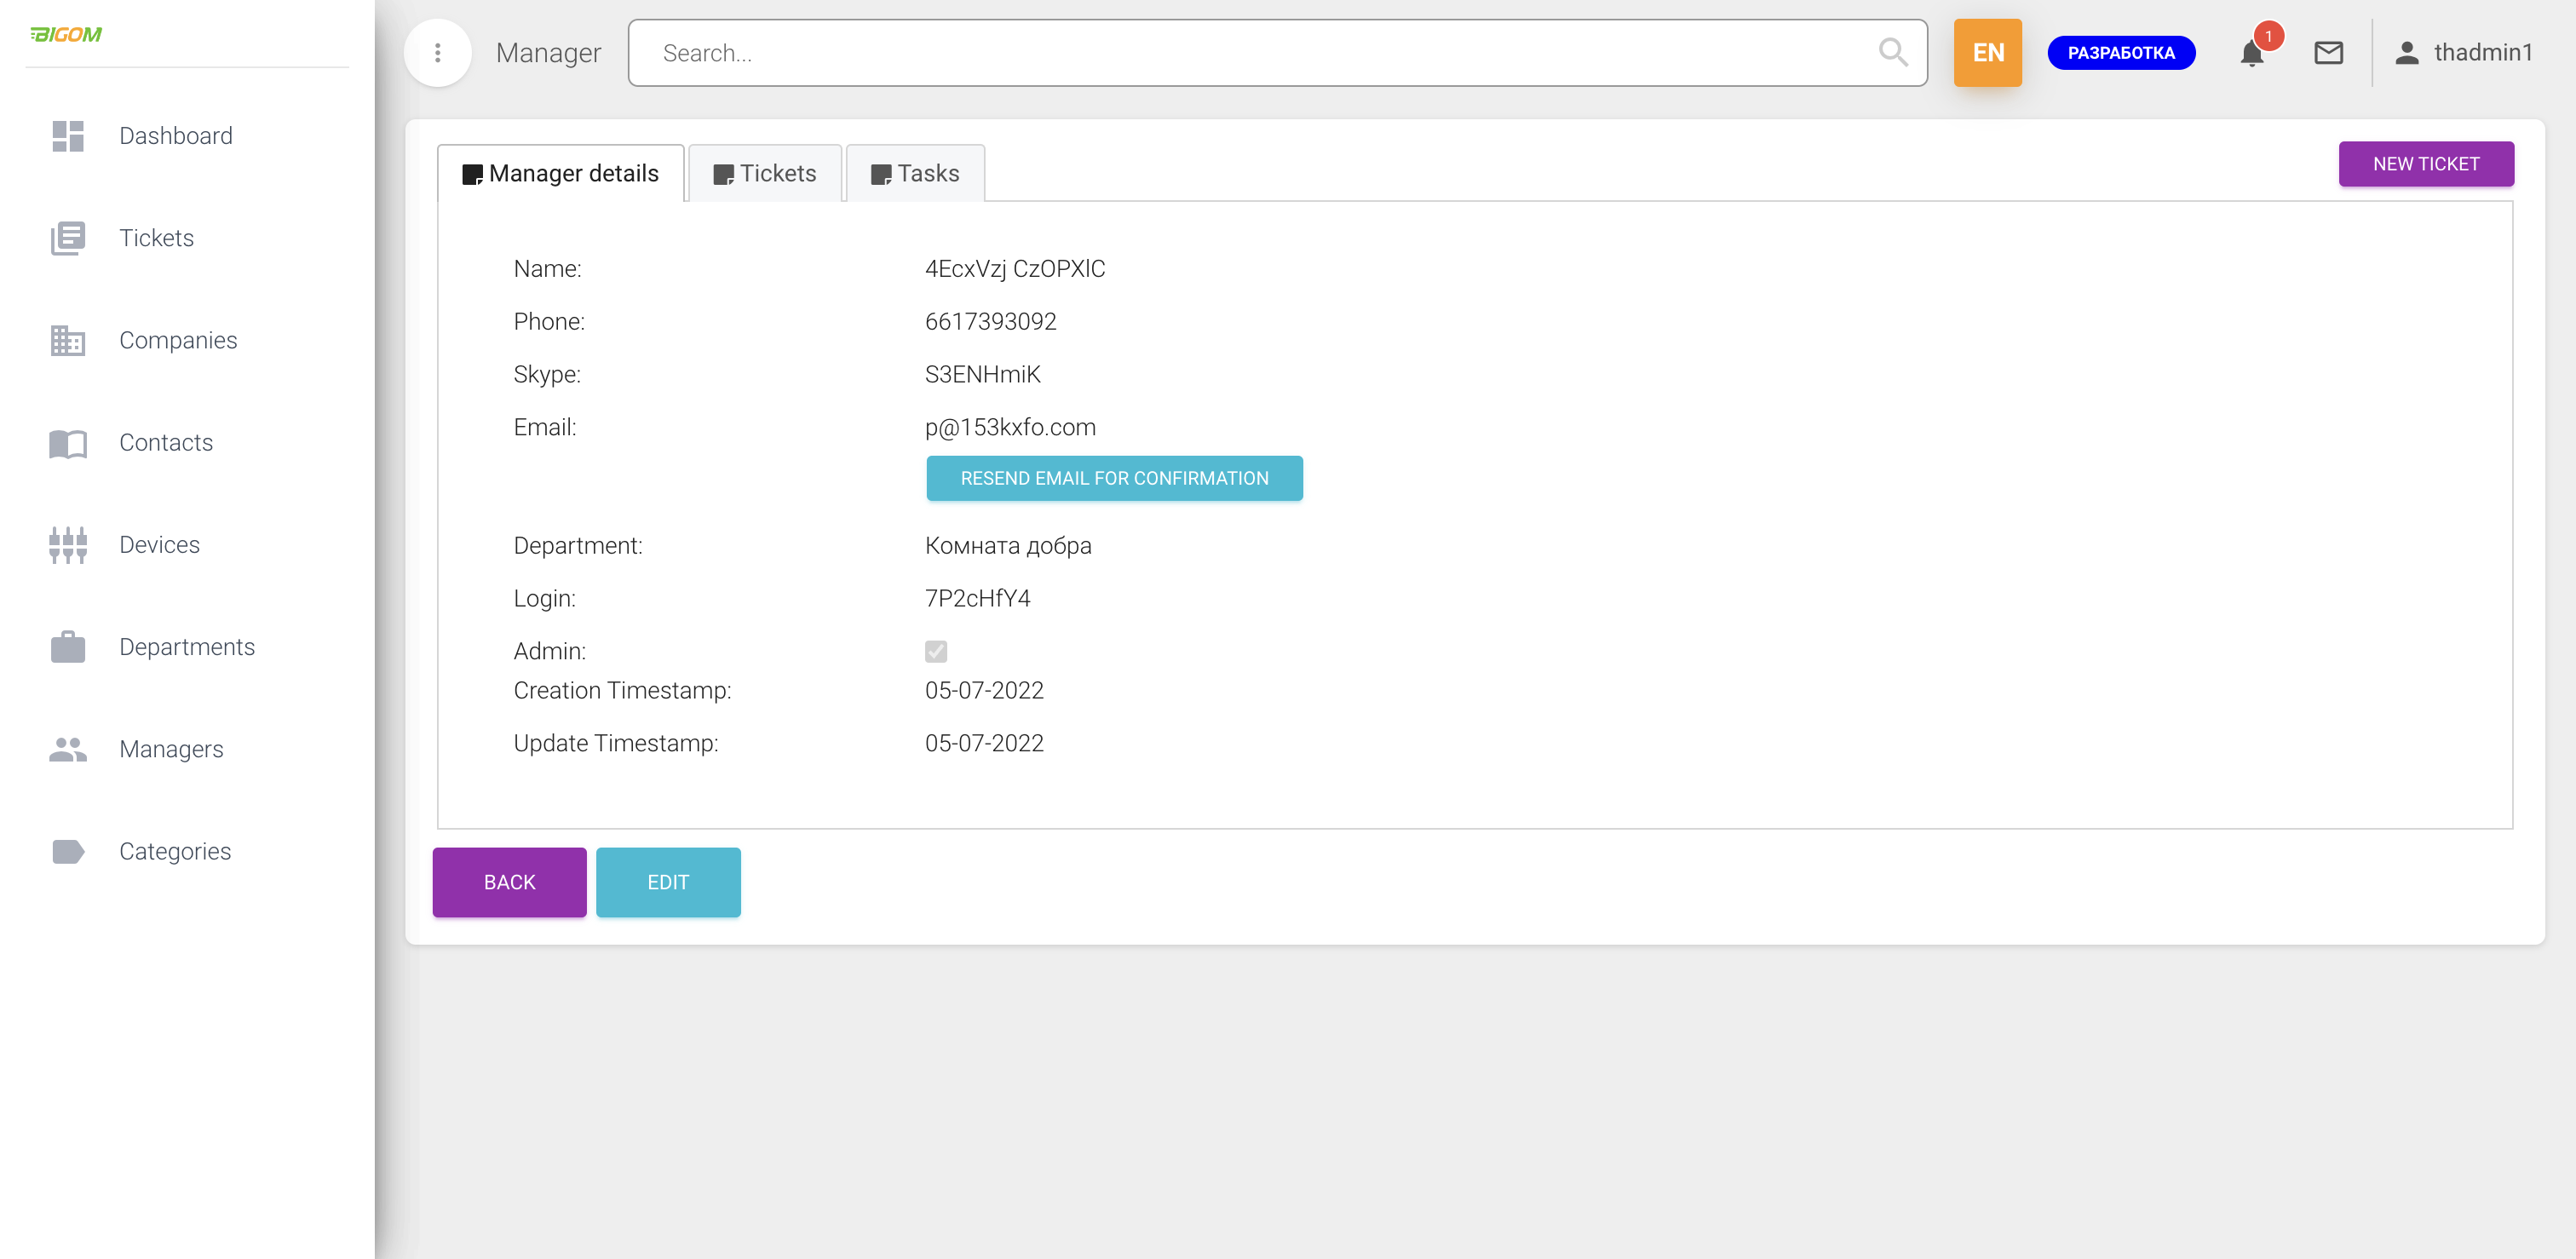 BIGOM
Dashboard
Tickets
Companies
Contacts
Devices
Departments
Managers
Categories
Manager
Search...
EN
РАЗРАБОТКА
1
thadmin1
Manager details
Tickets
Tasks
NEW TICKET
Name: 4EcxVzj CzOPXlC
Phone: 6617393092
Skype: S3ENHmiK
Email: p@153kxfo.com
RESEND EMAIL FOR CONFIRMATION
Department: Комната добра
Login: 7P2cHfY4
Admin:
Creation Timestamp: 05-07-2022
Update Timestamp: 05-07-2022
BACK
EDIT